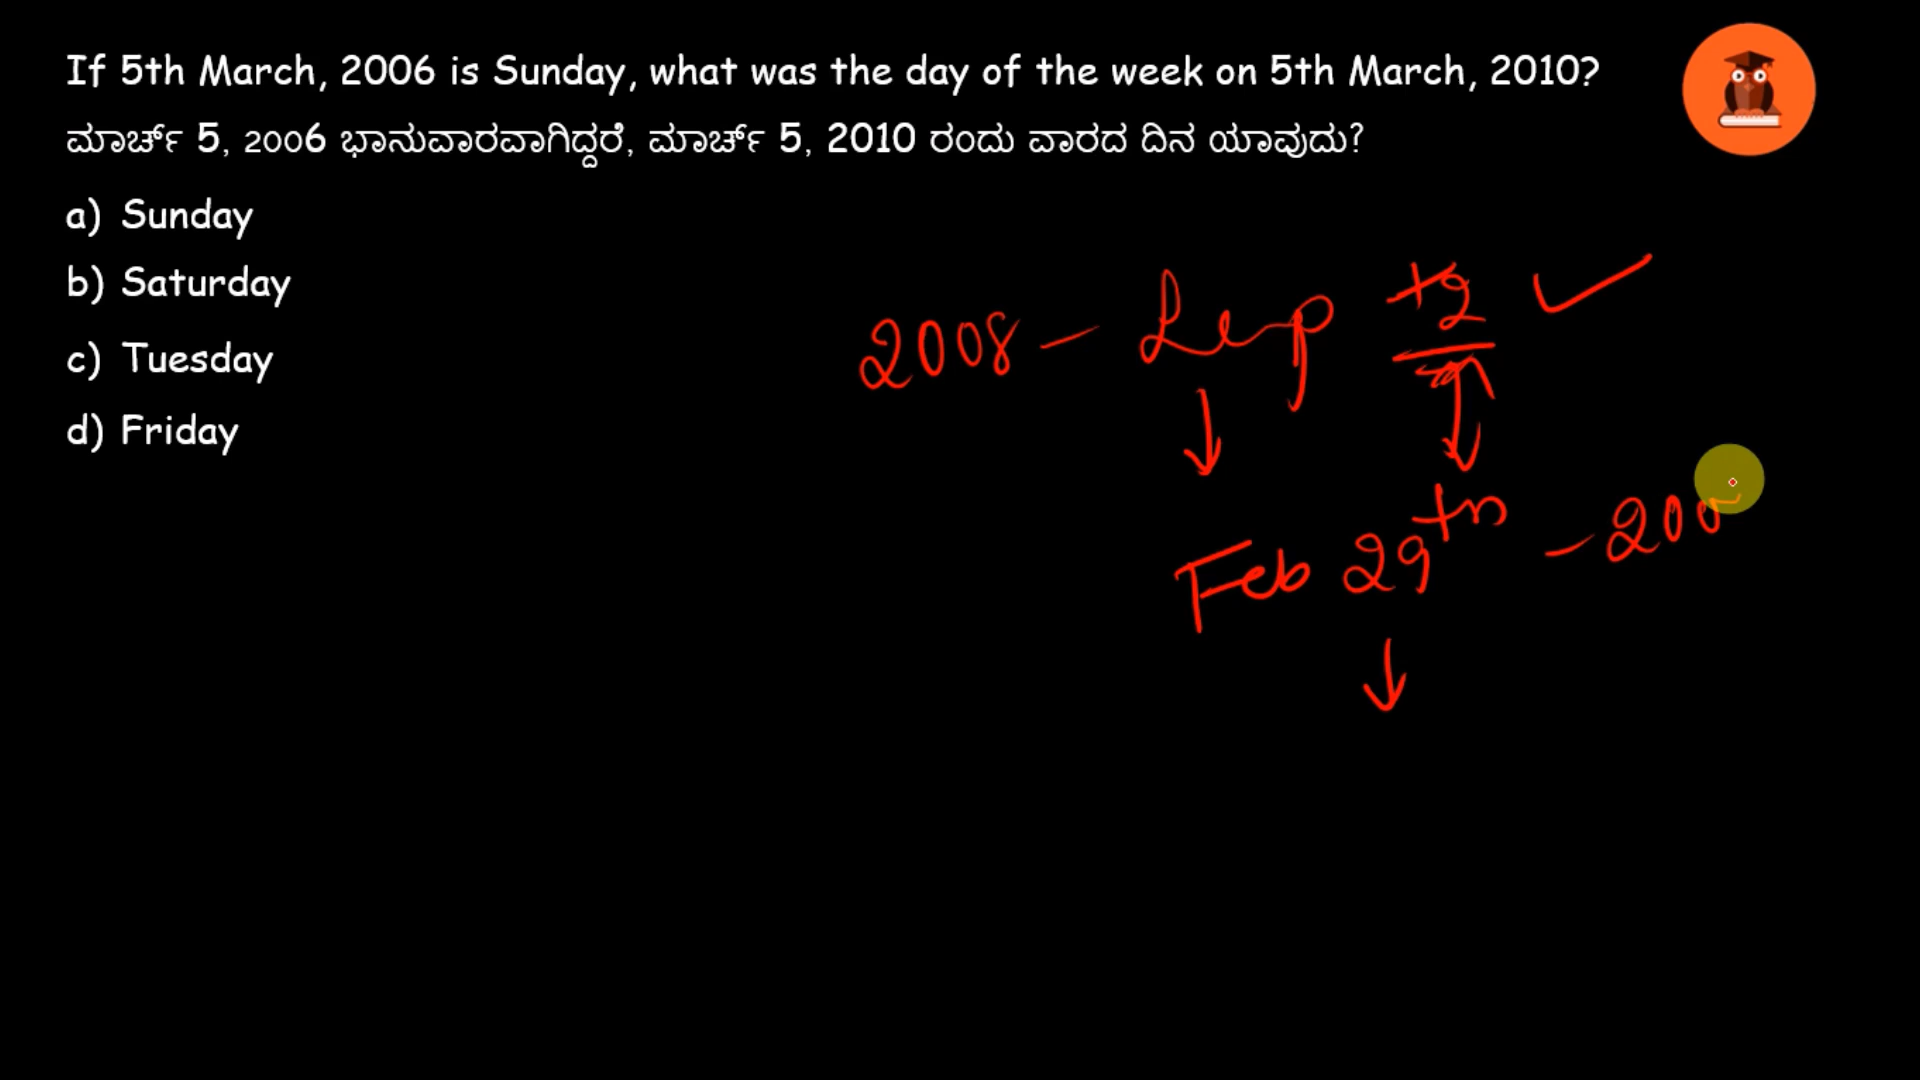 If 5th March, 2006 is Sunday, what was the day of the week on 5th March, 2010?
ಮಾರ್ಚ್ 5, 2006 ಭಾನುವಾರವಾಗಿದ್ದರೆ, ಮಾರ್ಚ್ 5, 2010 ರಂದು ವಾರದ ದಿನ ಯಾವುದು?
a) Sunday
b) Saturday
c) Tuesday
d) Friday
2008 - Lep +2
Feb 29th - 200